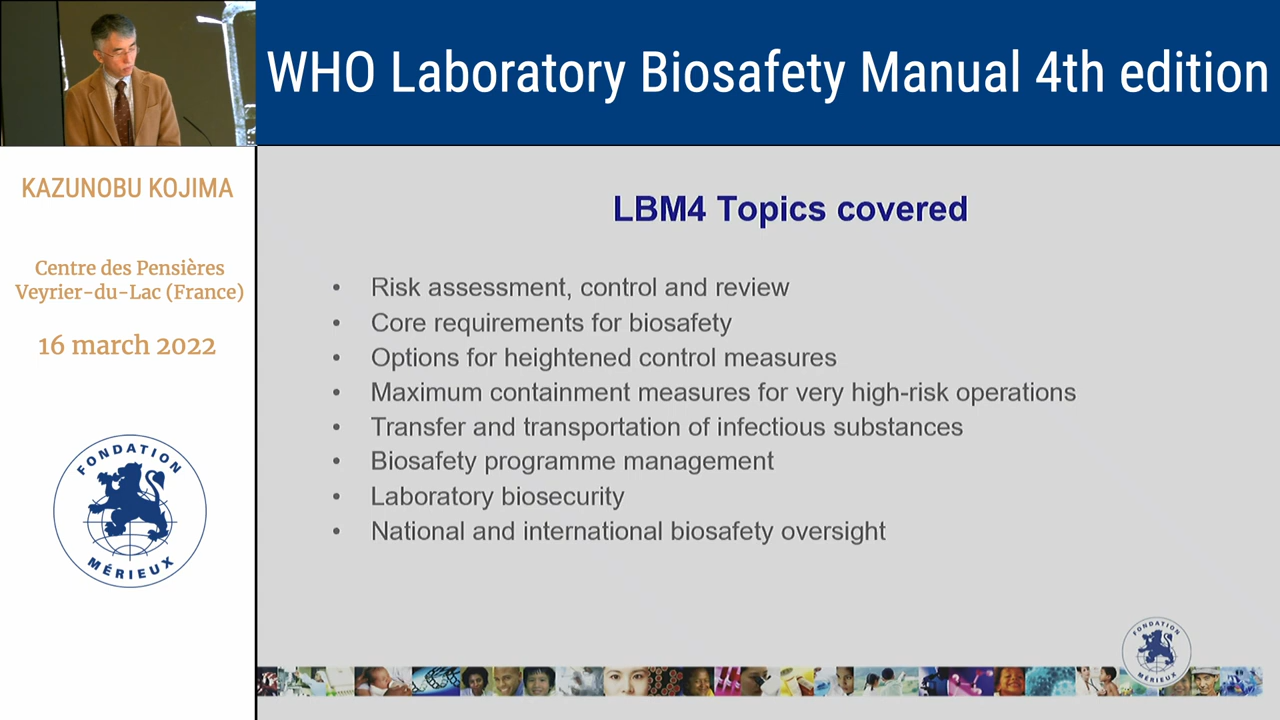 WHO Laboratory Biosafety Manual 4th edition
KAZUNOBU KOJIMA
Centre des Pensières
Veyrier-du-Lac (France)
16 march 2022
FONDATION
MÉRIEUX
LBM4 Topics covered
• Risk assessment, control and review
• Core requirements for biosafety
• Options for heightened control measures
• Maximum containment measures for very high-risk operations
• Transfer and transportation of infectious substances
• Biosafety programme management
• Laboratory biosecurity
• National and international biosafety oversight
FONDATION
MÉRIEUX